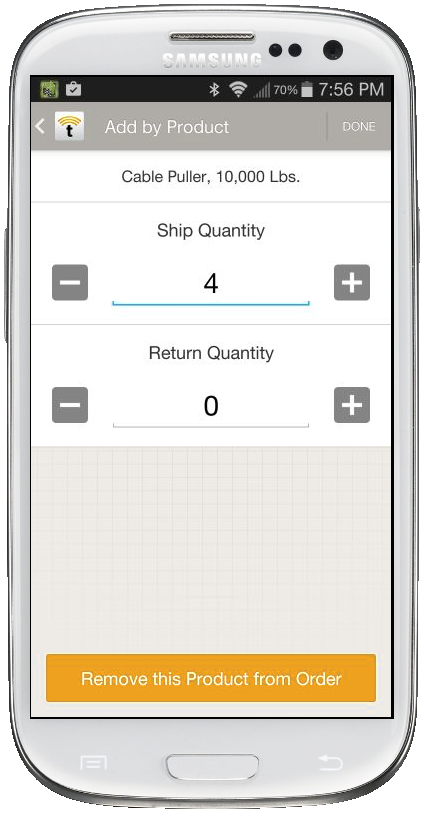 SAMSUNG
70% 7:56 PM
t Add by Product DONE
Cable Puller, 10,000 Lbs.
Ship Quantity
4
Return Quantity
0
Remove this Product from Order